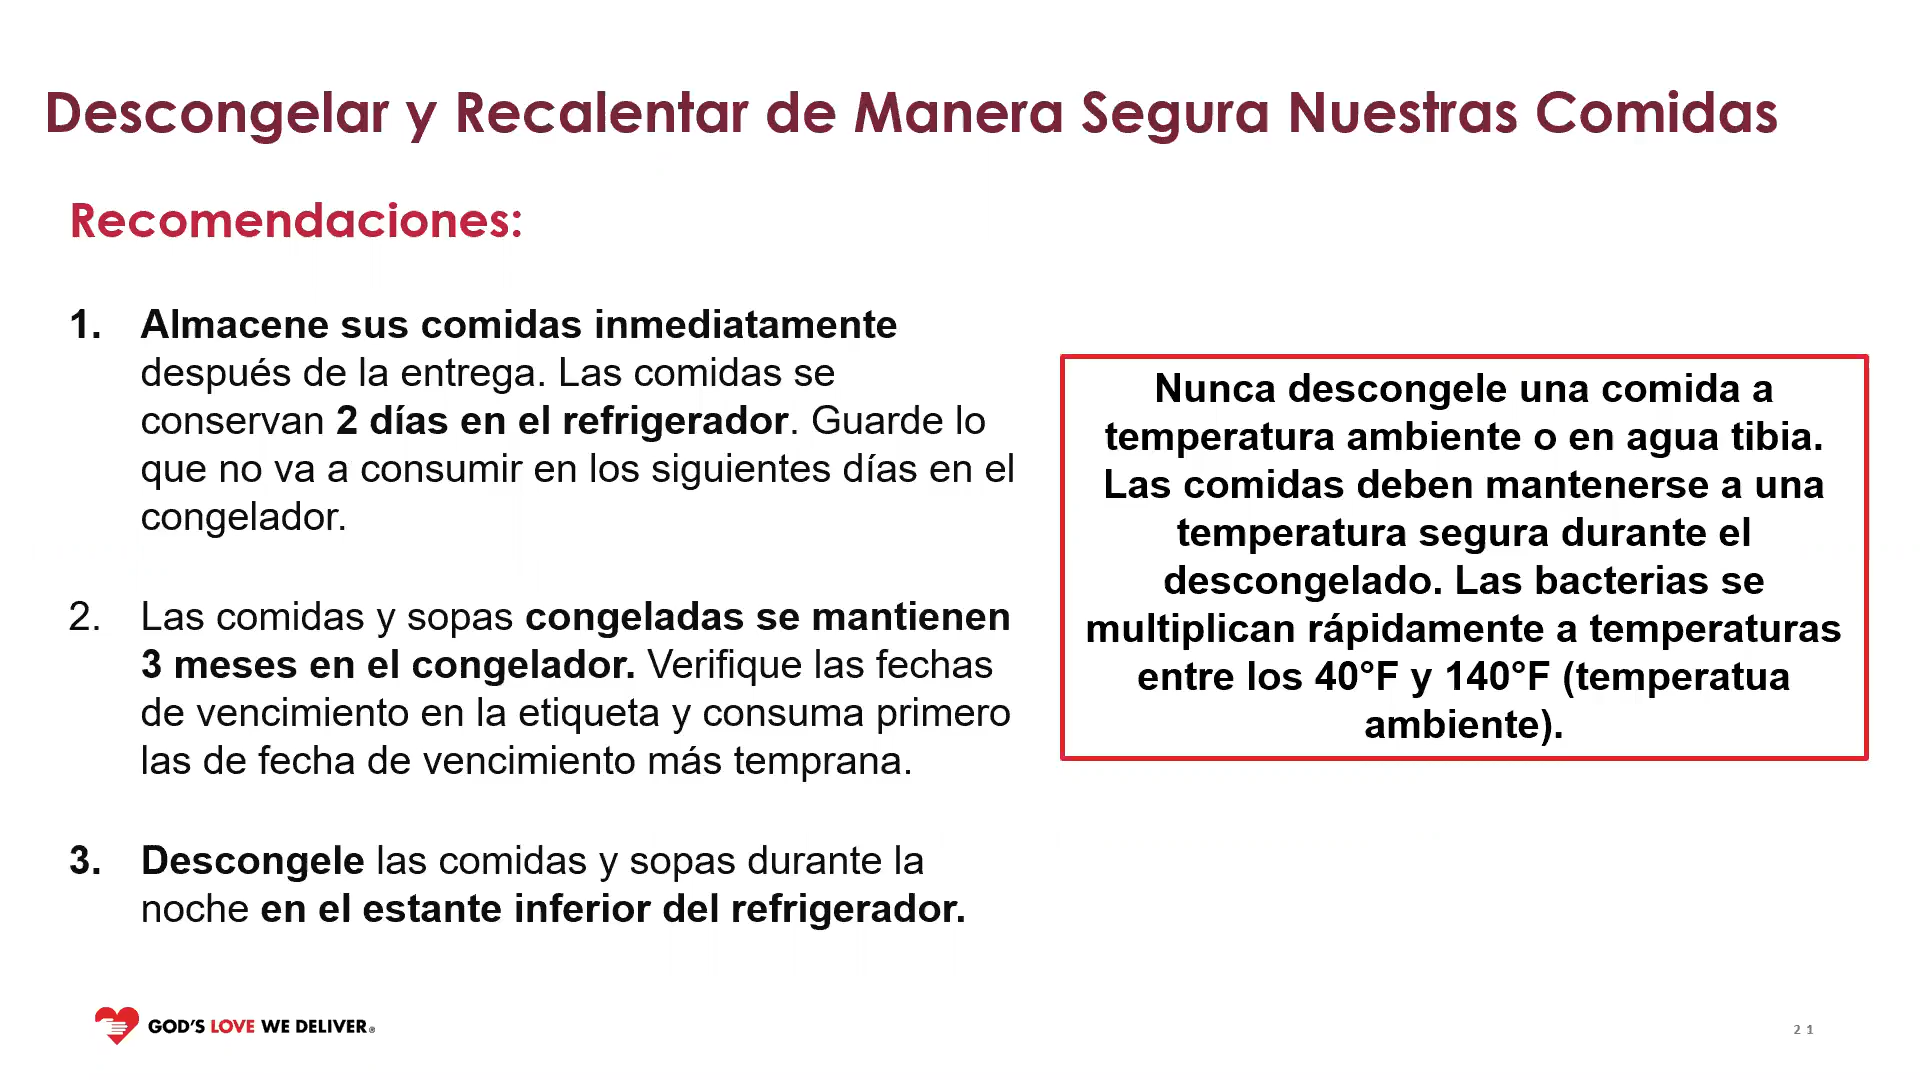 Descongelar y Recalentar de Manera Segura Nuestras Comidas
Recomendaciones:
1. Almacene sus comidas inmediatamente
después de la entrega. Las comidas se
conservan 2 días en el refrigerador. Guarde lo
que no va a consumir en los siguientes días en el
congelador.
2. Las comidas y sopas congeladas se mantienen
3 meses en el congelador. Verifique las fechas
de vencimiento en la etiqueta y consuma primero
las de fecha de vencimiento más temprana.
3. Descongele las comidas y sopas durante la
noche en el estante inferior del refrigerador.
Nunca descongele una comida a
temperatura ambiente o en agua tibia.
Las comidas deben mantenerse a una
temperatura segura durante el
descongelado. Las bacterias se
multiplican rápidamente a temperaturas
entre los 40°F y 140°F (temperatua
ambiente).
GOD'S LOVE WE DELIVER®
21